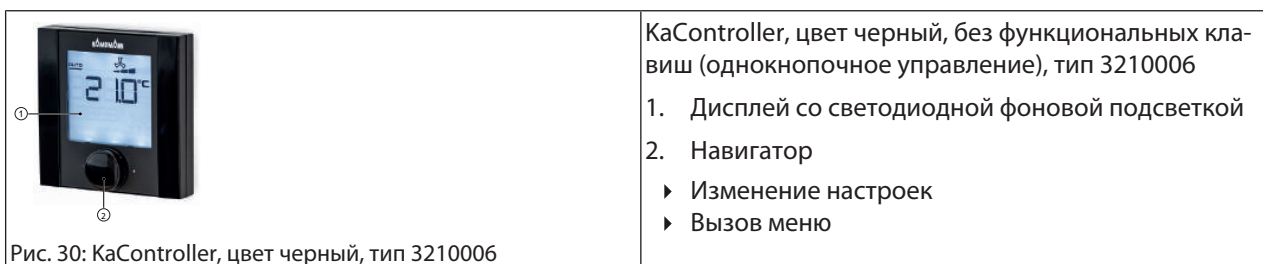 KAMPMANN
AUTO
21.0°C
1
2
Рис. 30: KaController, цвет черный, тип 3210006
KaController, цвет черный, без функциональных кла-
виш (однокнопочное управление), тип 3210006
1. Дисплей со светодиодной фоновой подсветкой
2. Навигатор
Изменение настроек
Вызов меню